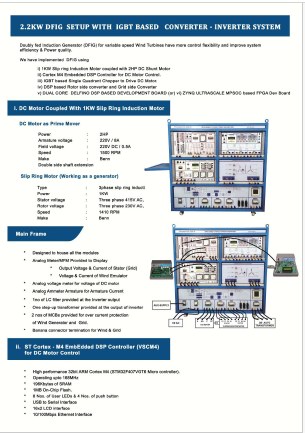 2.2KW DFIG SETUP WITH IGBT BASED CONVERTER - INVERTER SYSTEM
Doubly fed Induction Generator (DFIG) for variable speed Wind Turbines have more control flexibility and improve system
efficiency & Power quality.
We have implemented DFIG using
i) 1KW Slip ring Induction Motor coupled with 2HP DC Shunt Motor
ii) Cortex M4 Embedded DSP Controller for DC Motor Control.
iii) IGBT based Single Quadrant Chopper to Drive DC Motor.
iv) DSP based Rotor side converter and Grid side Converter
v) DUAL CORE DELFINO DSP BASED DEVELOPMENT BOARD (or) vi) ZYNQ ULTRASCALE MPSOC based FPGA Dev Board
I. DC Motor Coupled With 1KW Slip Ring Induction Motor
DC Motor as Prime Mover
Power : 2HP
Armature voltage : 220V / 8A
Field voltage : 220V DC / 0.6A
Speed : 1500 RPM
Make : Benn
Double side shaft extension
Slip Ring Motor (Working as a generator)
Type : 3phase slip ring inducti
Power : 1KW
Stator voltage : Three phase 415V AC,
Rotor voltage : Three phase 200V AC,
Speed : 1410 RPM
Make : Benn
Main Frame
* Designed to house all the modules
* Analog Meter/MPM Provided to Display
* Output Voltage & Current of Stator (Grid)
* Voltage & Current of Wind Emulator
* Analog voltage meter for voltage of DC motor
* Analog Ammeter Armature for Armature Current
* 1no of LC filter provided at the Inverter output
* One step up transformer provided at the output of inverter
* 2 nos of MCBs provided for over current protection
of Wind Generator and Grid.
* Banana connector termination for Wind & Grid
II. ST Cortex - M4 EmbEdded DSP Controller (VSCM4)
for DC Motor Control
* High performance 32bit ARM Cortex M4 (STM32F407VGT6 Micro controller).
* Operating upto 168MHz.
* 196Kbytes of SRAM
* 1MB On-Chip Flash.
* 8 Nos. of User LEDs & 4 Nos. of push button
* USB to Serial Interface
* 16x2 LCD interface
* 10/100Mbps Ethernet Interface